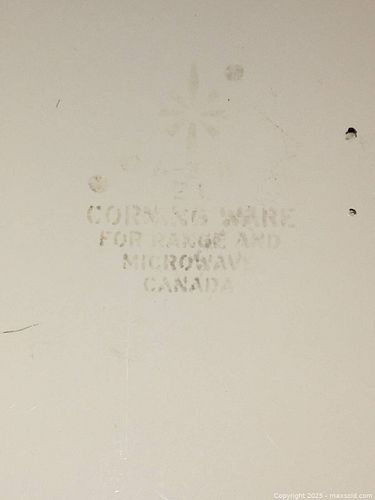 CORNING WARE
FOR RANGE AND
MICROWAVE
CANADA
Copyright 2025 - maxsold.com